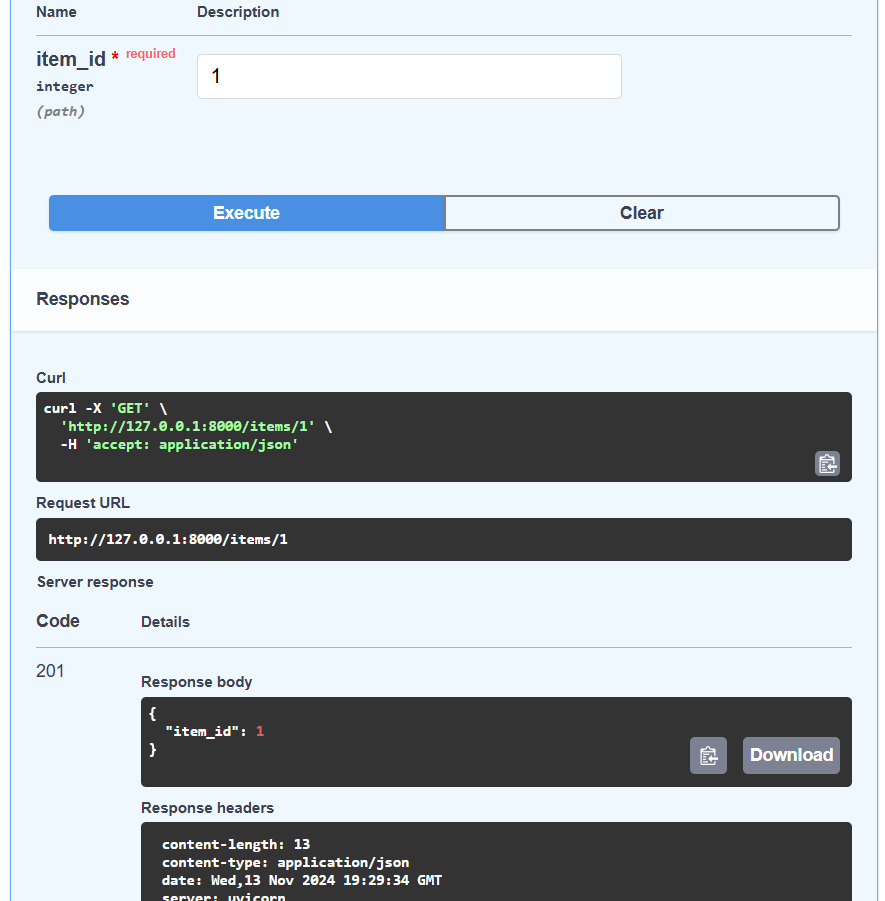 Name Description
item_id * required
1
integer
(path)
Execute Clear
Responses
Curl
curl -X 'GET' \
'http://127.0.0.1:8000/items/1' \
-H 'accept: application/json'
Request URL
http://127.0.0.1:8000/items/1
Server response
Code Details
201
Response body
{
"item_id": 1
}
Download
Response headers
content-length: 13
content-type: application/json
date: Wed,13 Nov 2024 19:29:34 GMT
server: uvicorn